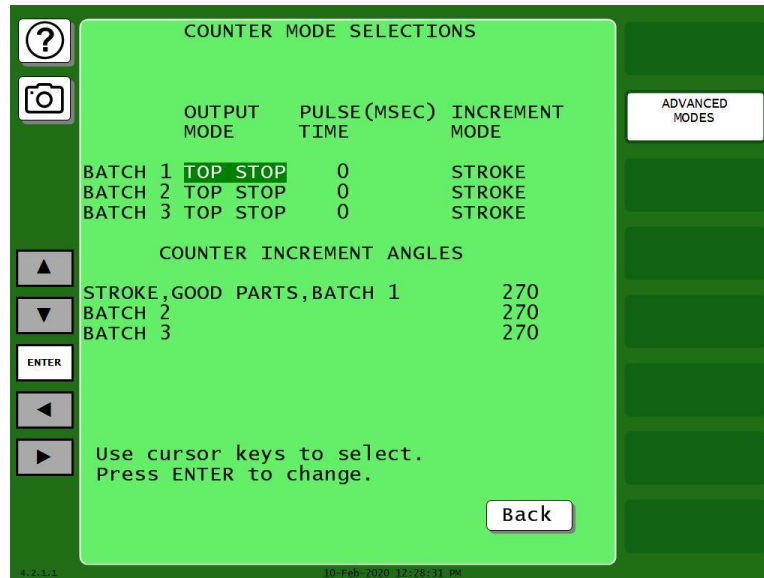 ?
COUNTER MODE SELECTIONS
OUTPUT PULSE(MSEC) INCREMENT
MODE TIME MODE
ADVANCED
MODES
BATCH 1 TOP STOP 0 STROKE
BATCH 2 TOP STOP 0 STROKE
BATCH 3 TOP STOP 0 STROKE
COUNTER INCREMENT ANGLES
STROKE,GOOD PARTS,BATCH 1 270
BATCH 2 270
BATCH 3 270
ENTER
Use cursor keys to select.
Press ENTER to change.
Back
4.2.1.1 10-Feb-2020 12:28:31 PM